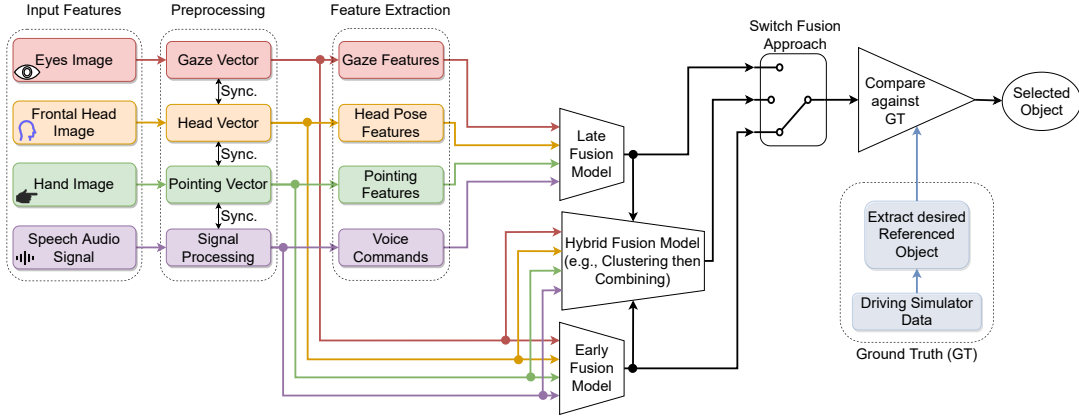 Input Features
Preprocessing
Feature Extraction
Eyes Image
Gaze Vector
Gaze Features
Sync.
Frontal Head
Image
Head Vector
Head Pose
Features
Sync.
Hand Image
Pointing Vector
Pointing
Features
Sync.
Speech Audio
Signal
Signal
Processing
Voice
Commands
Late
Fusion
Model
Hybrid Fusion Model
(e.g., Clustering then
Combining)
Early
Fusion
Model
Switch Fusion
Approach
Compare
against
GT
Selected
Object
Extract desired
Referenced
Object
Driving Simulator
Data
Ground Truth (GT)